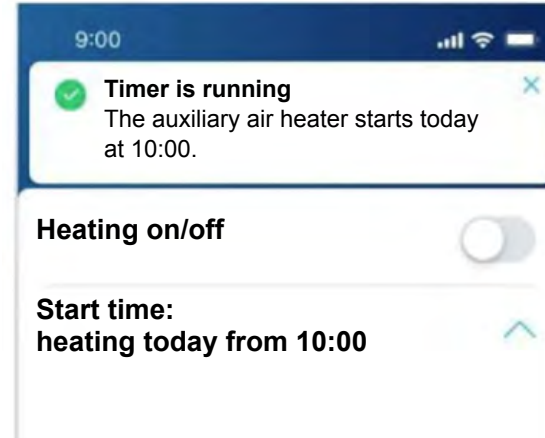 9:00
Timer is running
The auxiliary air heater starts today
at 10:00.
Heating on/off
Start time:
heating today from 10:00